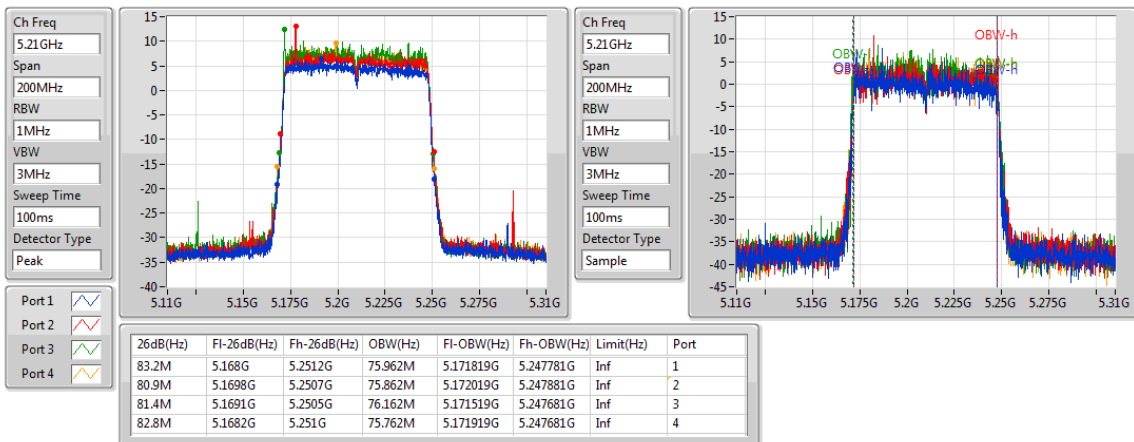 Ch Freq
5.21GHz
Span
200MHz
RBW
1MHz
VBW
3MHz
Sweep Time
100ms
Detector Type
Peak
15
10
5
0
-5
-10
-15
-20
-25
-30
-35
-40
5.11G 5.15G 5.175G 5.2G 5.225G 5.25G 5.275G 5.31G
Ch Freq
5.21GHz
Span
200MHz
RBW
1MHz
VBW
3MHz
Sweep Time
100ms
Detector Type
Sample
15
10
5
0
-5
-10
-15
-20
-25
-30
-35
-40
-45
OBW-h
OBW-h
OBW-h
5.11G 5.15G 5.175G 5.2G 5.225G 5.25G 5.275G 5.31G
Port 1
Port 2
Port 3
Port 4
26dB(Hz) Fl-26dB(Hz) Fh-26dB(Hz) OBW(Hz) Fl-OBW(Hz) Fh-OBW(Hz) Limit(Hz) Port
83.2M 5.168G 5.2512G 75.962M 5.171819G 5.247781G Inf 1
80.9M 5.1698G 5.2507G 75.862M 5.172019G 5.247881G Inf 2
81.4M 5.1691G 5.2505G 76.162M 5.171519G 5.247681G Inf 3
82.8M 5.1682G 5.251G 75.762M 5.171919G 5.247681G Inf 4